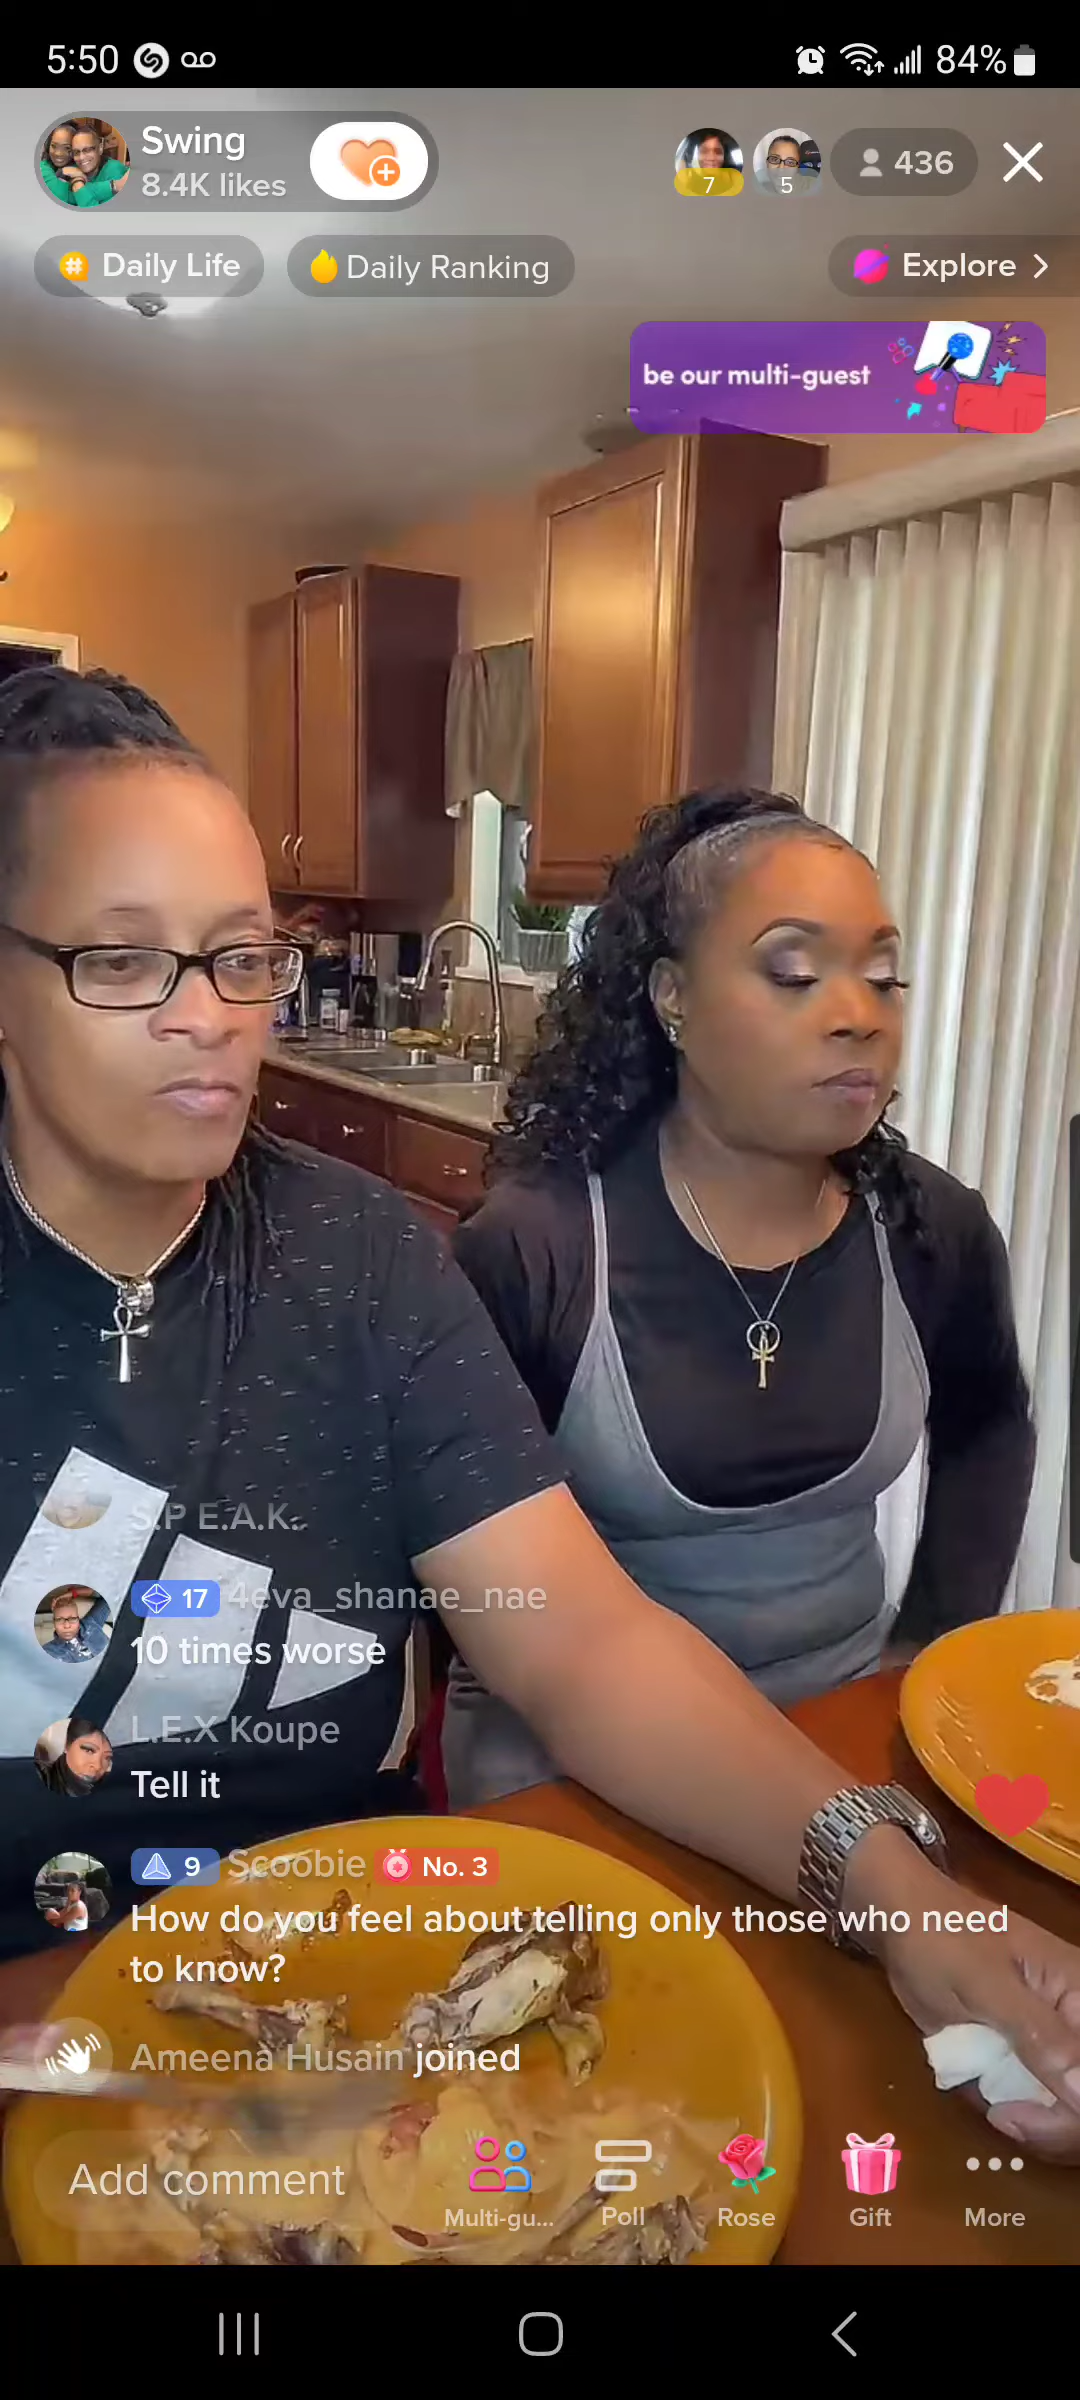 5:50
84%
Swing
8.4K likes
7
5
436
Daily Life
Daily Ranking
Explore
be our multi-guest
S.P E.A.K.
17 4eva_shanae_nae
10 times worse
L.E.X Koupe
Tell it
9 Scoobie No. 3
How do you feel about telling only those who need
to know?
Ameena Husain joined
Add comment
Multi-gu...
Poll
Rose
Gift
More